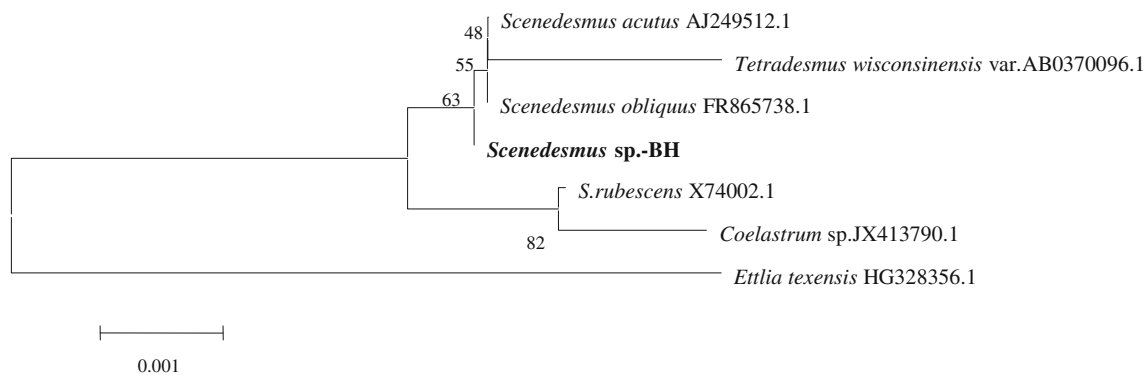 Scenedesmus acutus AJ249512.1
48
Tetradesmus wisconsinensis var.AB0370096.1
55
Scenedesmus obliquus FR865738.1
63
Scenedesmus sp.-BH
S.rubescens X74002.1
Coelastrum sp.JX413790.1
82
Ettlia texensis HG328356.1
0.001